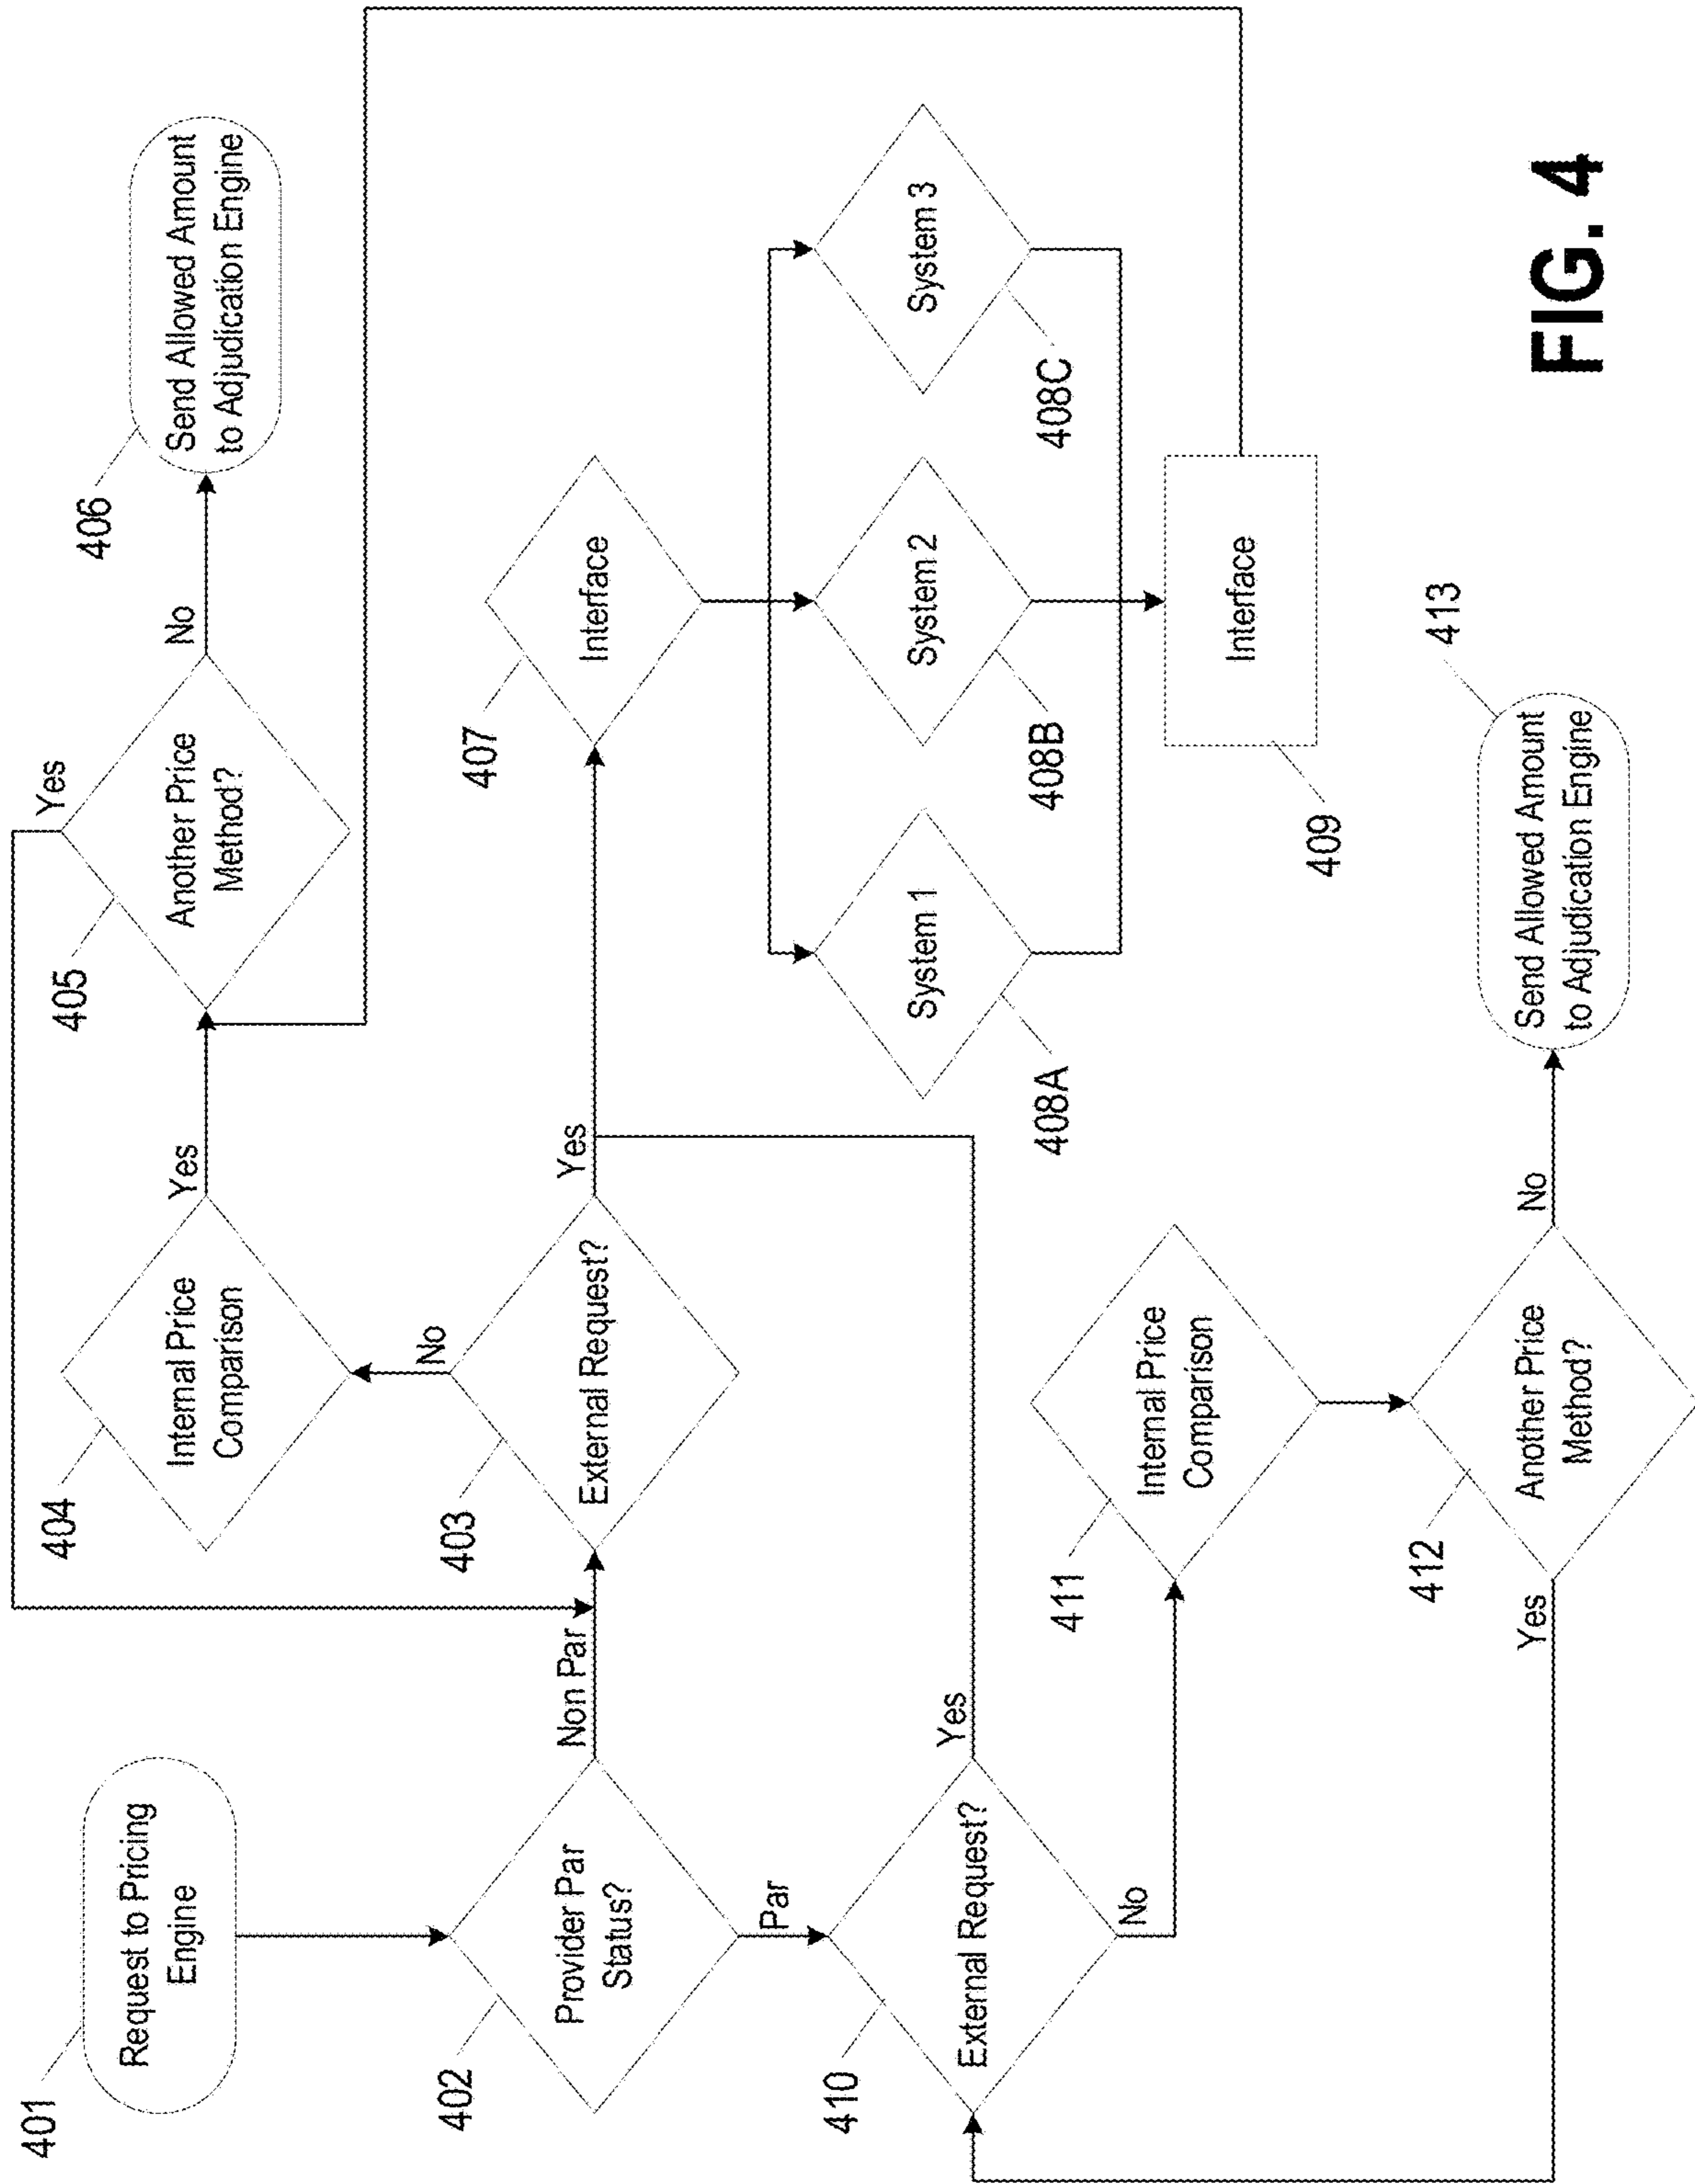 401
Request to Pricing
Engine
402
Provider Par
Status?
Non Par
Par
403
External Request?
No
Yes
404
Internal Price
Comparison
Yes
405
Another Price
Method?
Yes
No
406
Send Allowed Amount
to Adjudication Engine
407
Interface
System 1
408A
System 2
408B
System 3
408C
Interface
409
410
External Request?
Yes
No
411
Internal Price
Comparison
412
Another Price
Method?
Yes
No
413
Send Allowed Amount
to Adjudication Engine
FIG. 4